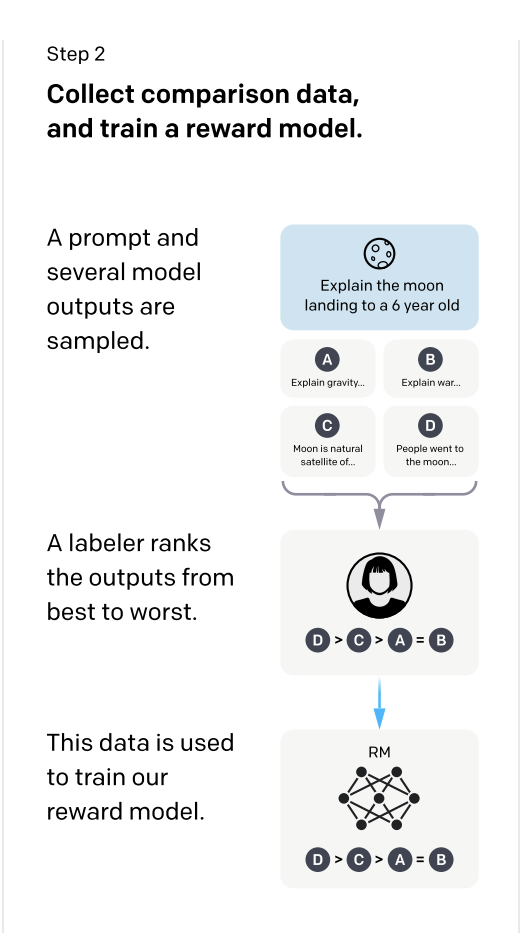 Step 2
Collect comparison data,
and train a reward model.
A prompt and
several model
outputs are
sampled.
Explain the moon
landing to a 6 year old
A
Explain gravity...
B
Explain war...
C
Moon is natural
satellite of...
D
People went to
the moon...
A labeler ranks
the outputs from
best to worst.
D > C > A = B
This data is used
to train our
reward model.
RM
D > C > A = B